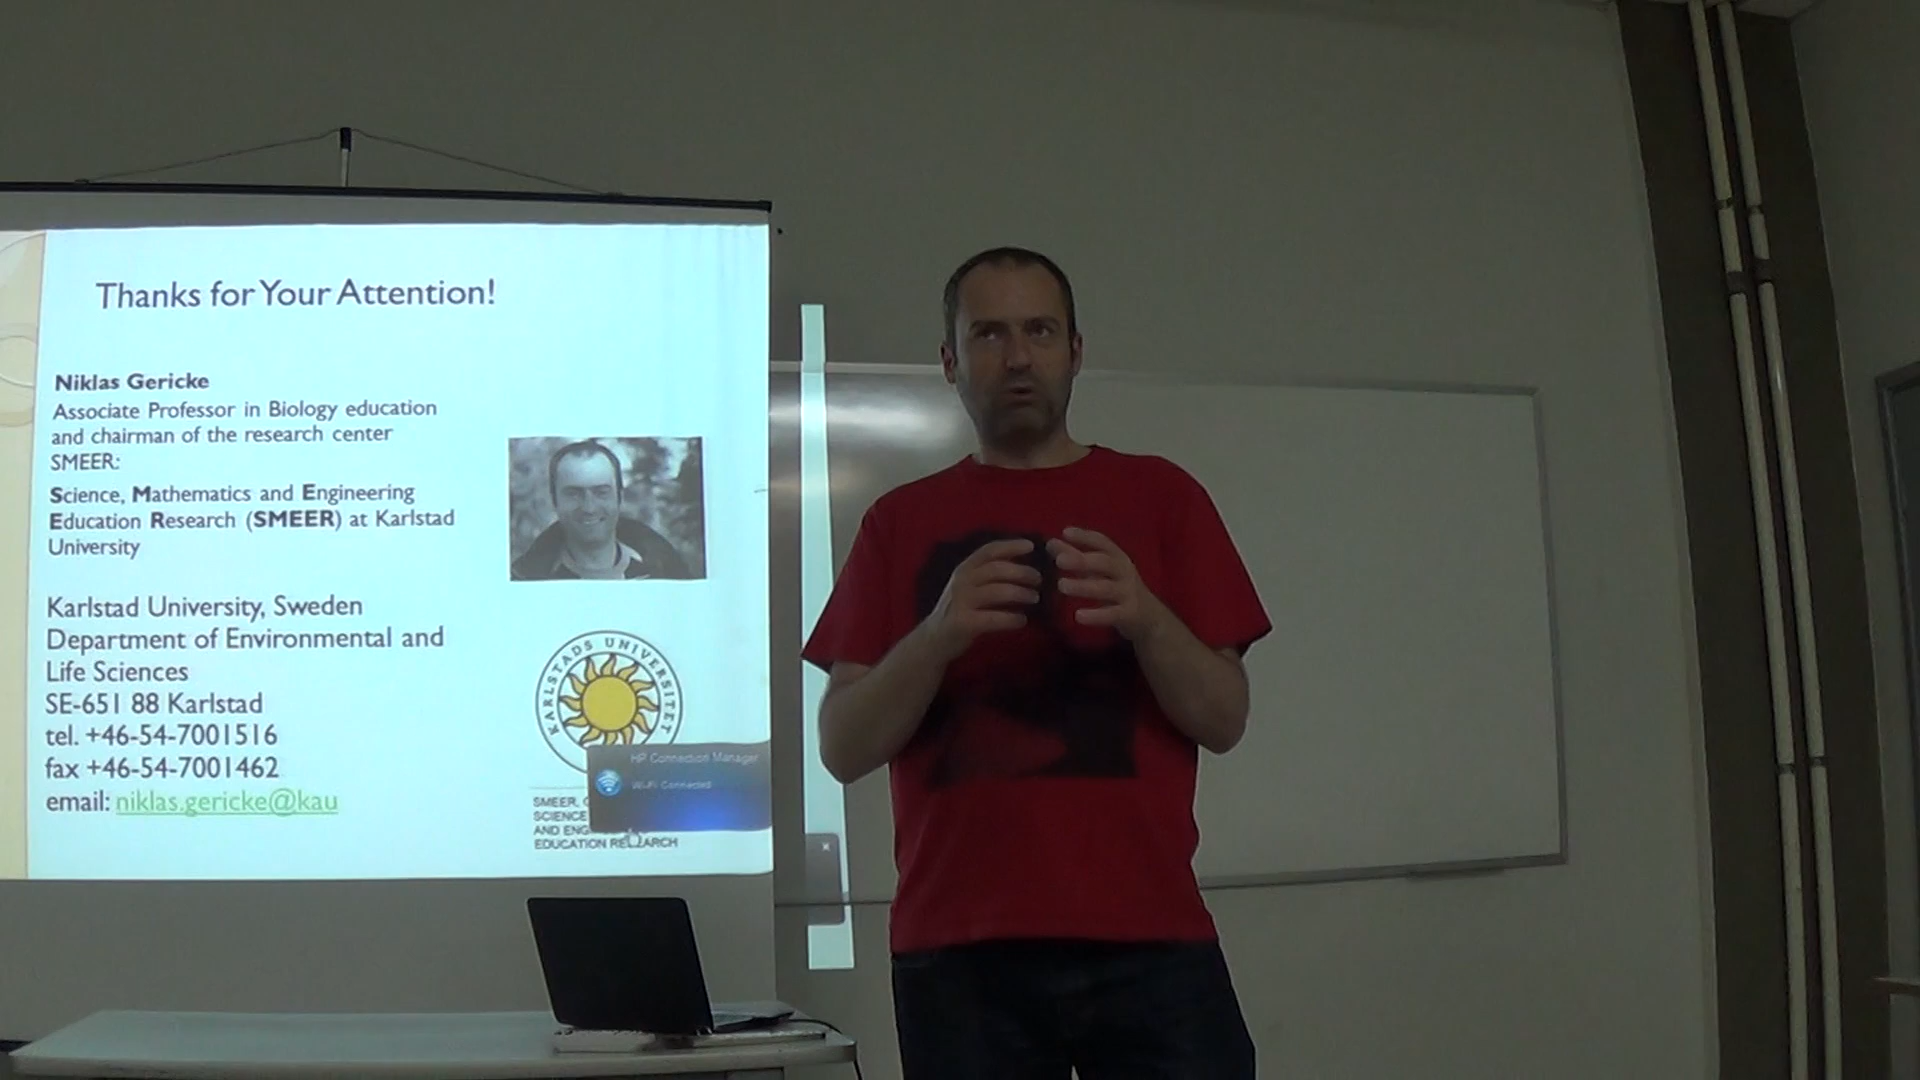 Thanks for Your Attention!
Niklas Gericke
Associate Professor in Biology education
and chairman of the research center
SMEER:
Science, Mathematics and Engineering
Education Research (SMEER) at Karlstad
University
Karlstad University, Sweden
Department of Environmental and
Life Sciences
SE-651 88 Karlstad
tel. +46-54-7001516
fax +46-54-7001462
email: niklas.gericke@kau
KARLSTADS UNIVERSITET
HP Connection Manager
Wi-Fi Connected
SMEER,
SCIENCE
AND
EDUCATION RESEARCH